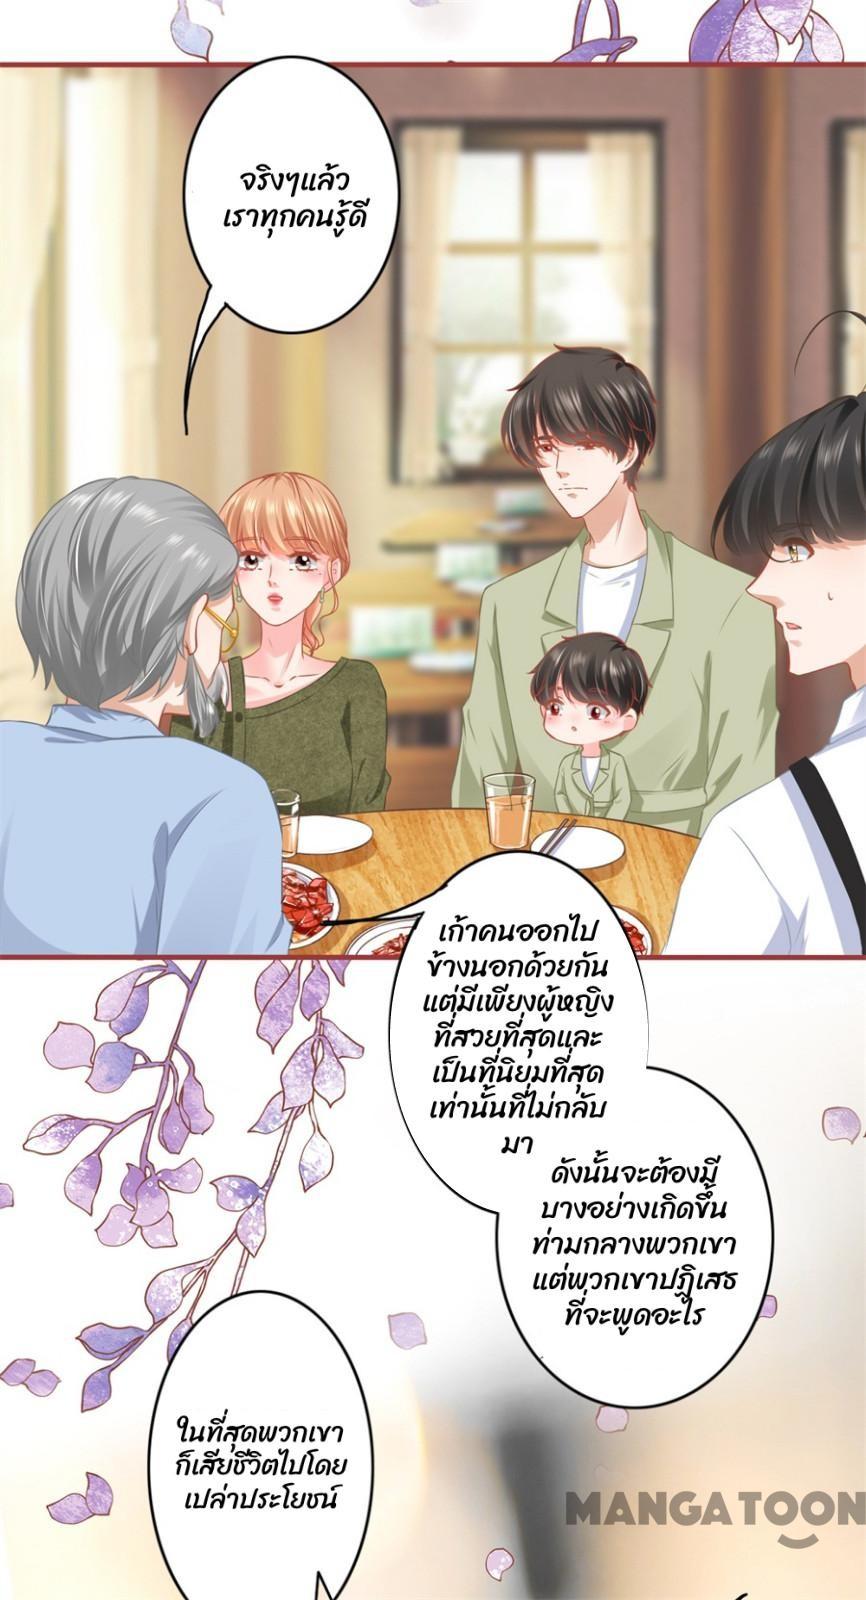 จริงๆแล้ว
เราทุกคนรู้ดี
เก้าคนออกไป
ข้างนอกด้วยกัน
แต่มีเพียงผู้หญิง
ที่สวยที่สุดและ
เป็นที่นิยมที่สุด
เท่านั้นที่ไม่กลับ
มา
ดังนั้นจะต้องมี
บางอย่างเกิดขึ้น
ท่ามกลางพวกเขา
แต่พวกเขาปฏิเสธ
ที่จะพูดอะไร
ในที่สุดพวกเขา
ก็เสียชีวิตไปโดย
เปล่าประโยชน์
MANGATOON